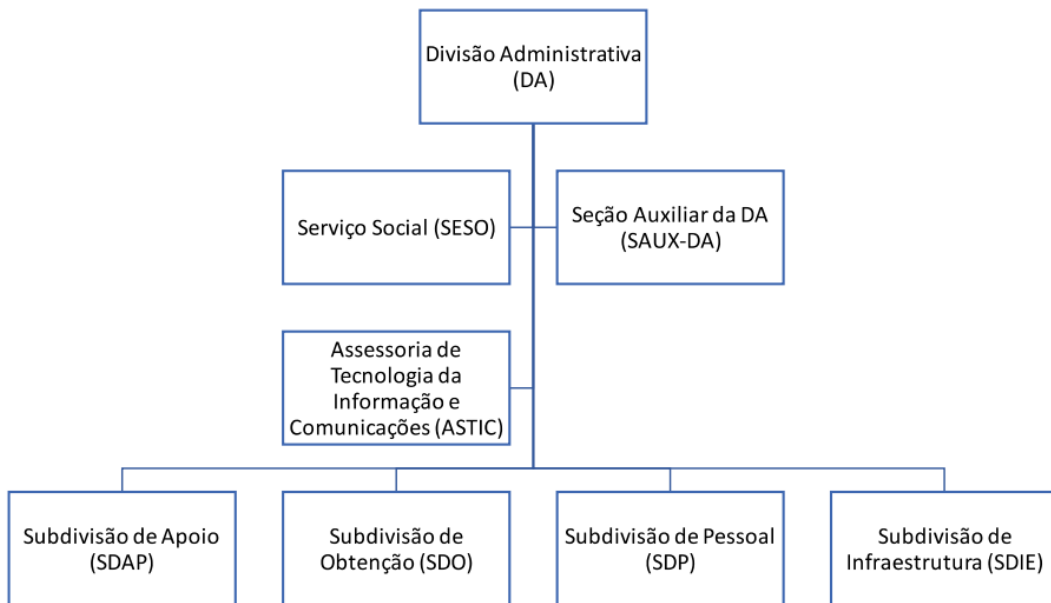 Divisão Administrativa
(DA)
Serviço Social (SESO)
Seção Auxiliar da DA
(SAUX-DA)
Assessoria de
Tecnologia da
Informação e
Comunicações (ASTIC)
Subdivisão de Apoio
(SDAP)
Subdivisão de
Obtenção (SDO)
Subdivisão de Pessoal
(SDP)
Subdivisão de
Infraestrutura (SDIE)